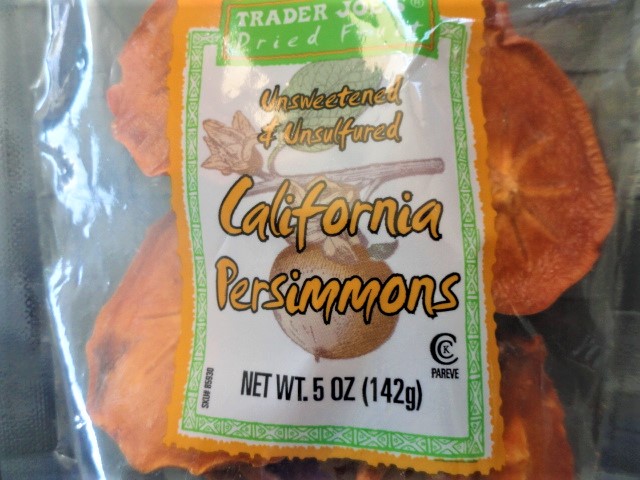 TRADER JOE'S®
Dried Fruit
Unsweetened
& Unsulfured
California
Persimmons
K
PAREVE
NET WT. 5 OZ (142g)